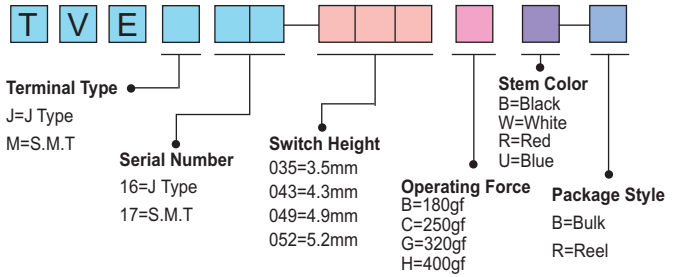 T V E
Terminal Type
J=J Type
M=S.M.T
Serial Number
16=J Type
17=S.M.T
Switch Height
035=3.5mm
043=4.3mm
049=4.9mm
052=5.2mm
Operating Force
B=180gf
C=250gf
G=320gf
H=400gf
Stem Color
B=Black
W=White
R=Red
U=Blue
Package Style
B=Bulk
R=Reel